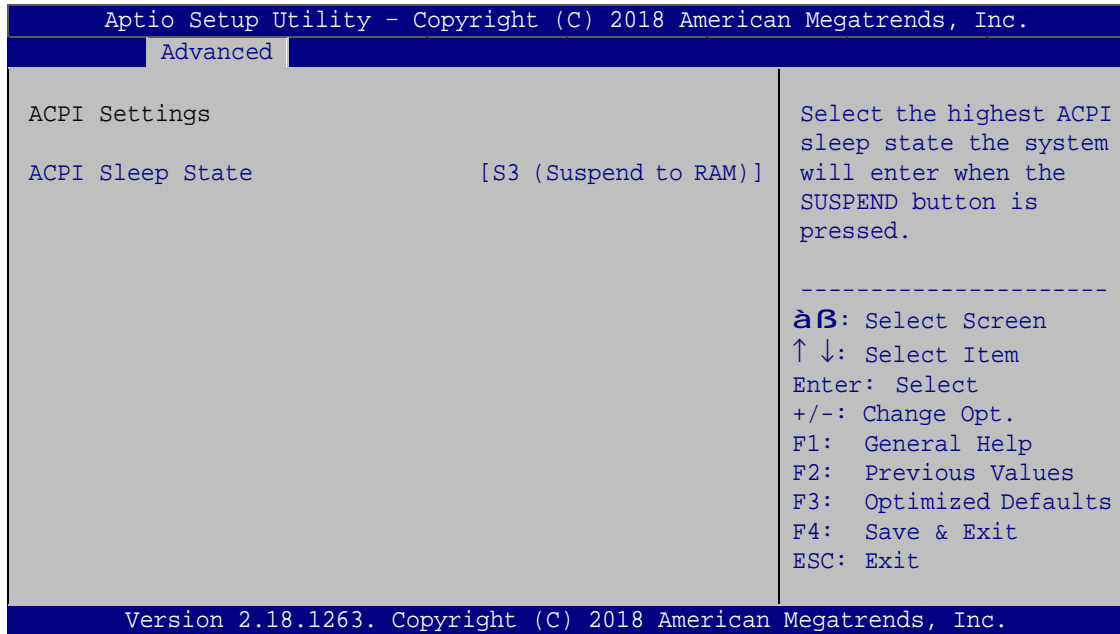 Aptio Setup Utility – Copyright (C) 2018 American Megatrends, Inc.
Advanced
ACPI Settings
ACPI Sleep State [S3 (Suspend to RAM)]
Select the highest ACPI
sleep state the system
will enter when the
SUSPEND button is
pressed.
----------------------
àß: Select Screen
↑ ↓: Select Item
Enter: Select
+/-: Change Opt.
F1: General Help
F2: Previous Values
F3: Optimized Defaults
F4: Save & Exit
ESC: Exit
Version 2.18.1263. Copyright (C) 2018 American Megatrends, Inc.